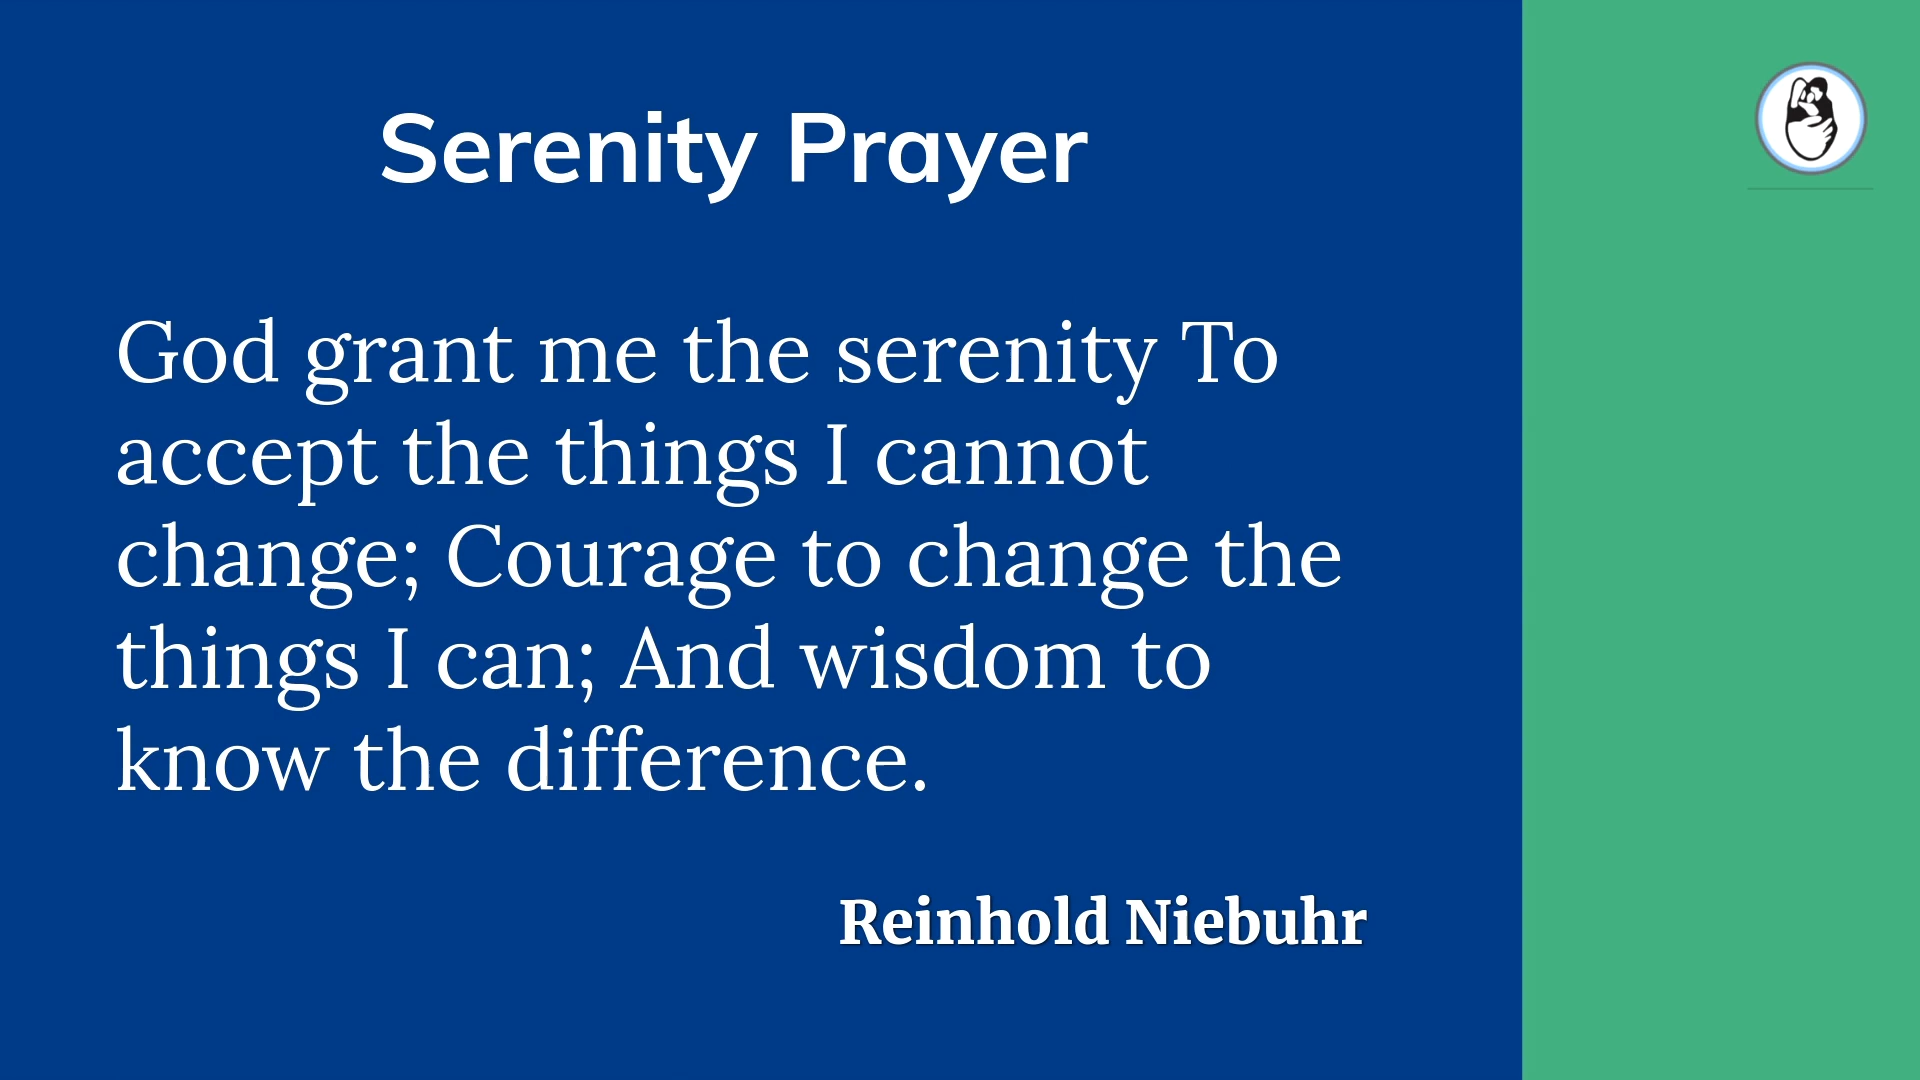 Serenity Prayer
God grant me the serenity To
accept the things I cannot
change; Courage to change the
things I can; And wisdom to
know the difference.
Reinhold Niebuhr